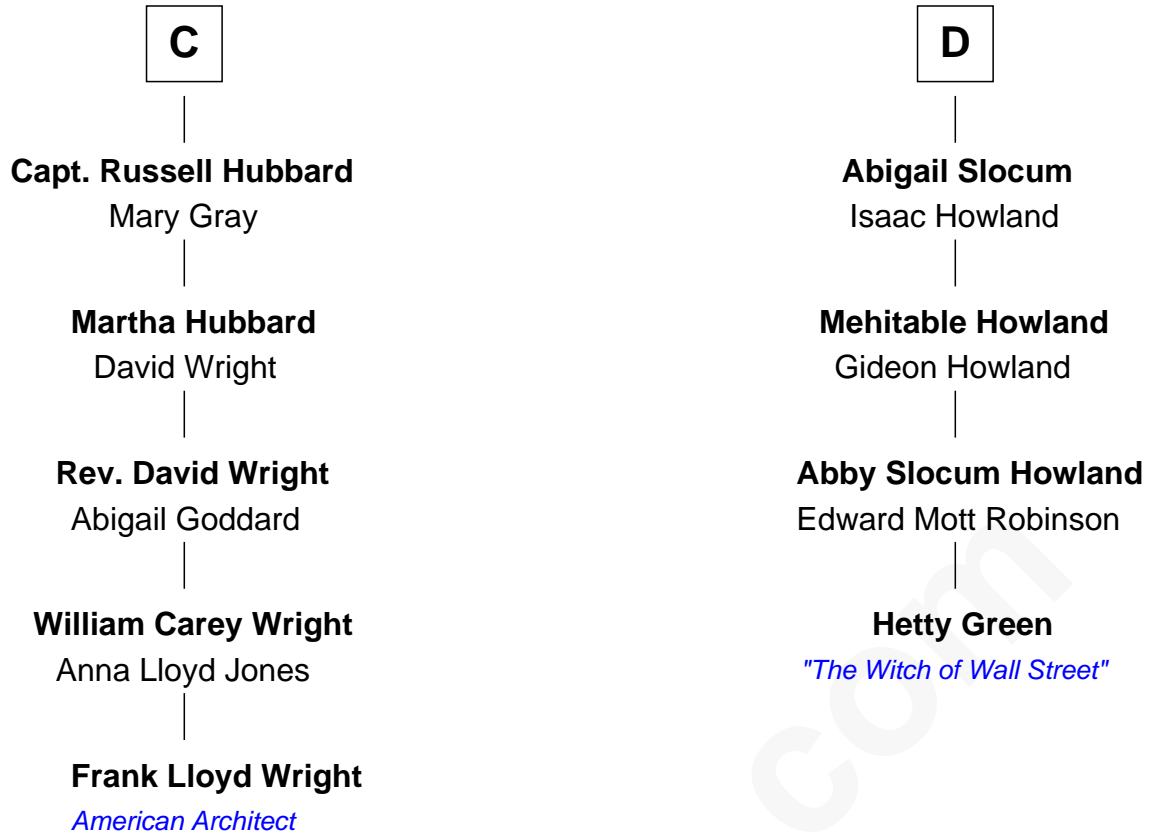 C
Capt. Russell Hubbard
Mary Gray
Martha Hubbard
David Wright
Rev. David Wright
Abigail Goddard
William Carey Wright
Anna Lloyd Jones
Frank Lloyd Wright
American Architect
D
Abigail Slocum
Isaac Howland
Mehitable Howland
Gideon Howland
Abby Slocum Howland
Edward Mott Robinson
Hetty Green
"The Witch of Wall Street"
com